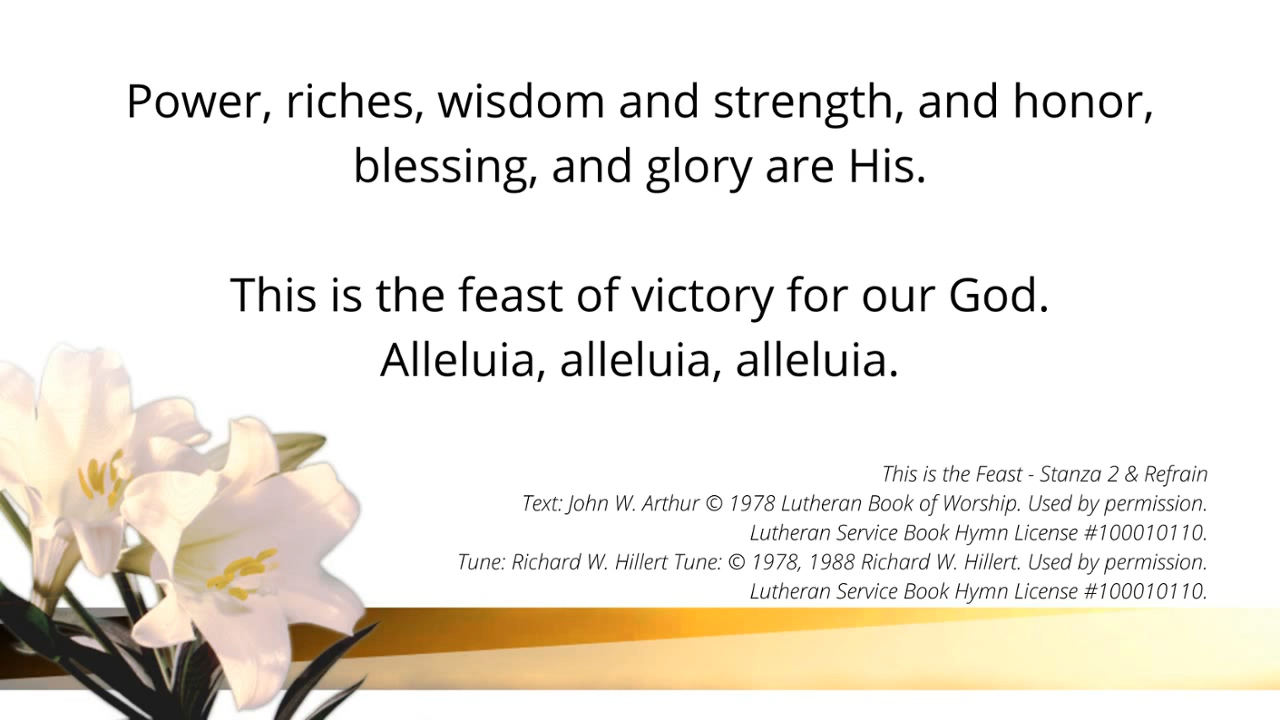 Power, riches, wisdom and strength, and honor,
blessing, and glory are His.
This is the feast of victory for our God.
Alleluia, alleluia, alleluia.
This is the Feast - Stanza 2 & Refrain
Text: John W. Arthur © 1978 Lutheran Book of Worship. Used by permission.
Lutheran Service Book Hymn License #100010110.
Tune: Richard W. Hillert Tune: © 1978, 1988 Richard W. Hillert. Used by permission.
Lutheran Service Book Hymn License #100010110.